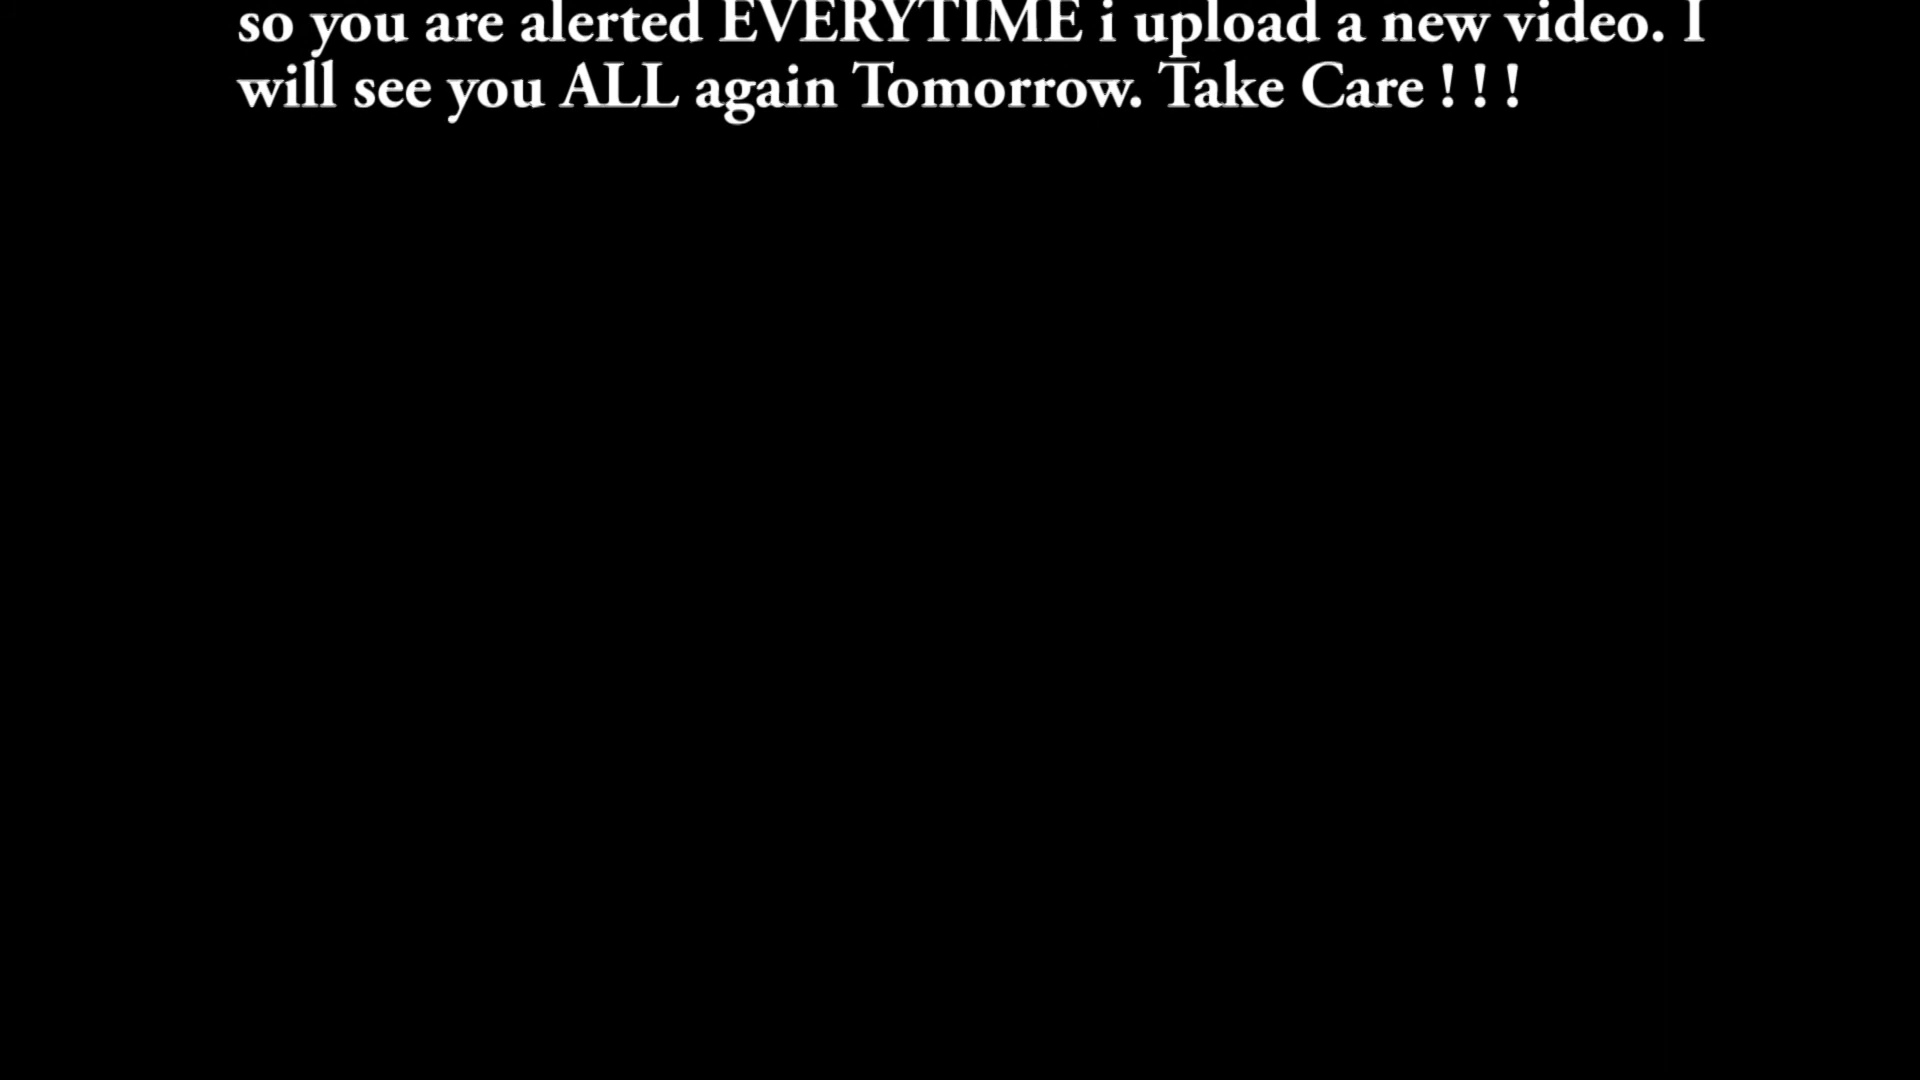 so you are alerted EVERYTIME i upload a new video. I
will see you ALL again Tomorrow. Take Care ! ! !